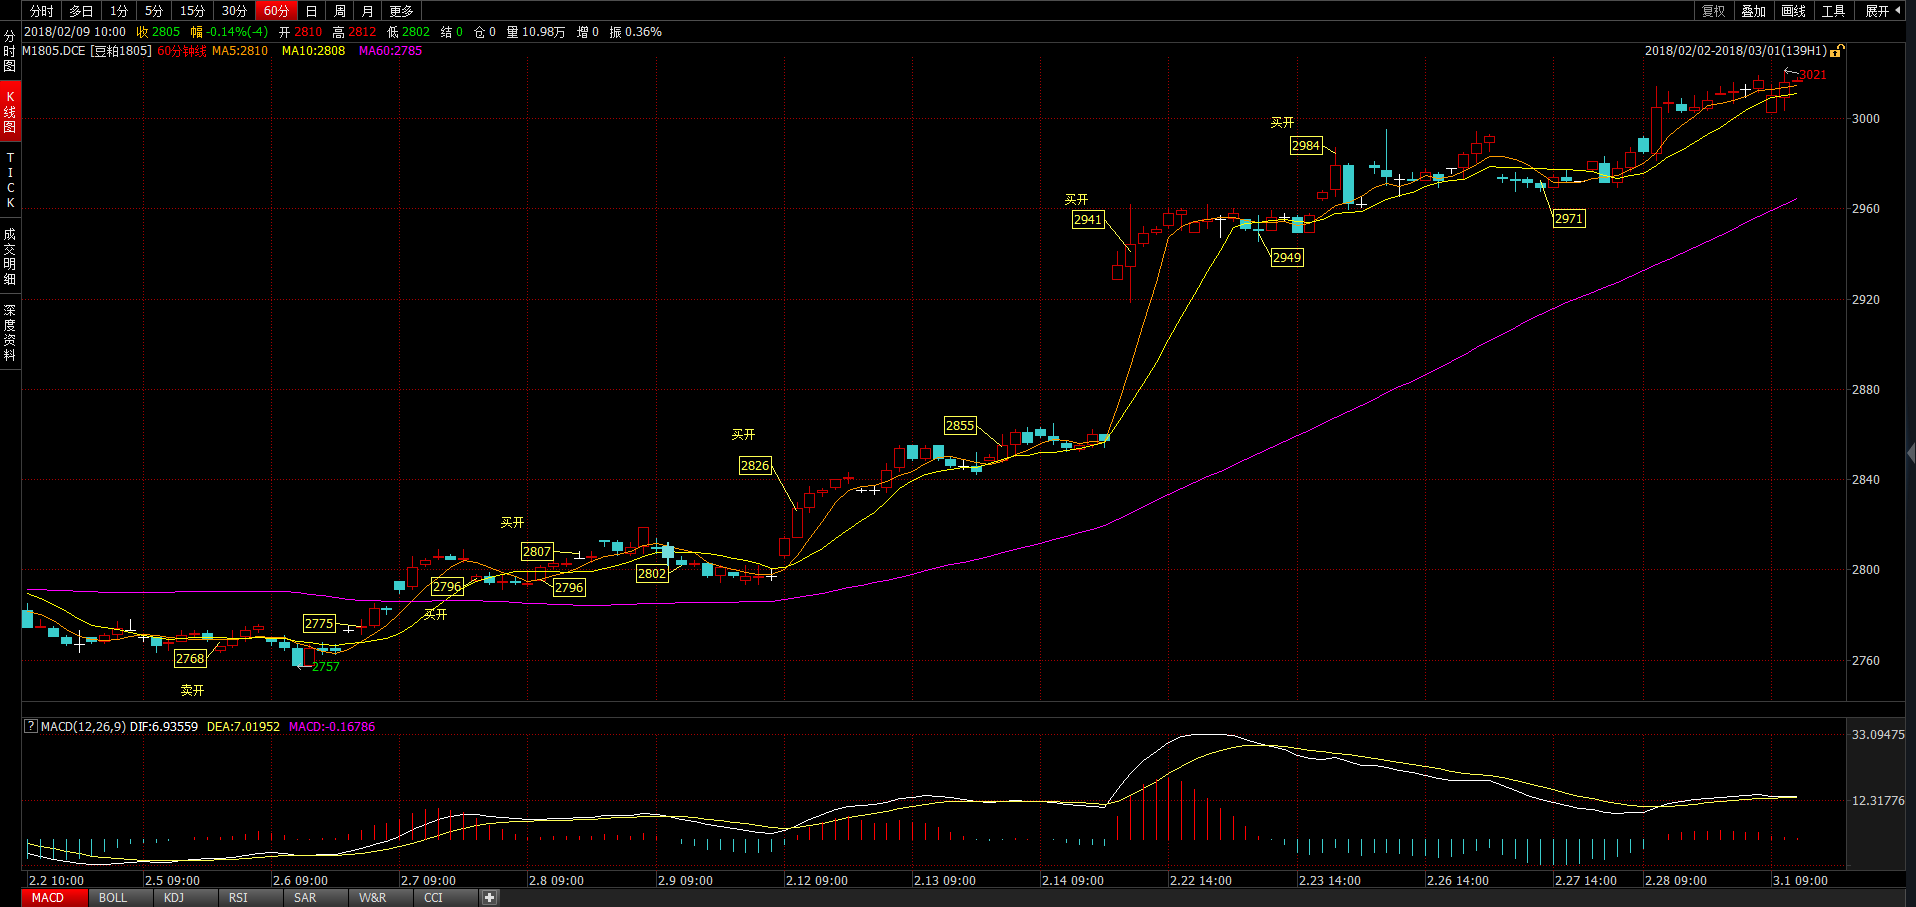 分时 多日 1分 5分 15分 30分 60分 日 周 月 更多 复权 叠加 画线 工具 展开
2018/02/09 10:00 收 2805 幅 -0.14%(-4) 开 2810 高 2812 低 2802 结 0 仓 0 量 10.98万 增 0 振 0.36%
M1805.DCE [豆粕1805] 60分钟线 MA5:2810 MA10:2808 MA60:2785 2018/02/02-2018/03/01(139H1)
分时图
K线图
TICK
成交明细
深度资料
3021
3000
买开
2984
2960
买开
2941
2971
2949
2920
2880
买开
2855
2840
2826
买开
2807
2802
2800
2796
2796
买开
2775
2768
2757
2760
卖开
? MACD(12,26,9) DIF:6.93559 DEA:7.01952 MACD:-0.16786
33.09475
12.31776
2.2 10:00 2.5 09:00 2.6 09:00 2.7 09:00 2.8 09:00 2.9 09:00 2.12 09:00 2.13 09:00 2.14 09:00 2.22 14:00 2.23 14:00 2.26 14:00 2.27 14:00 2.28 09:00 3.1 09:00
MACD BOLL KDJ RSI SAR W&R CCI